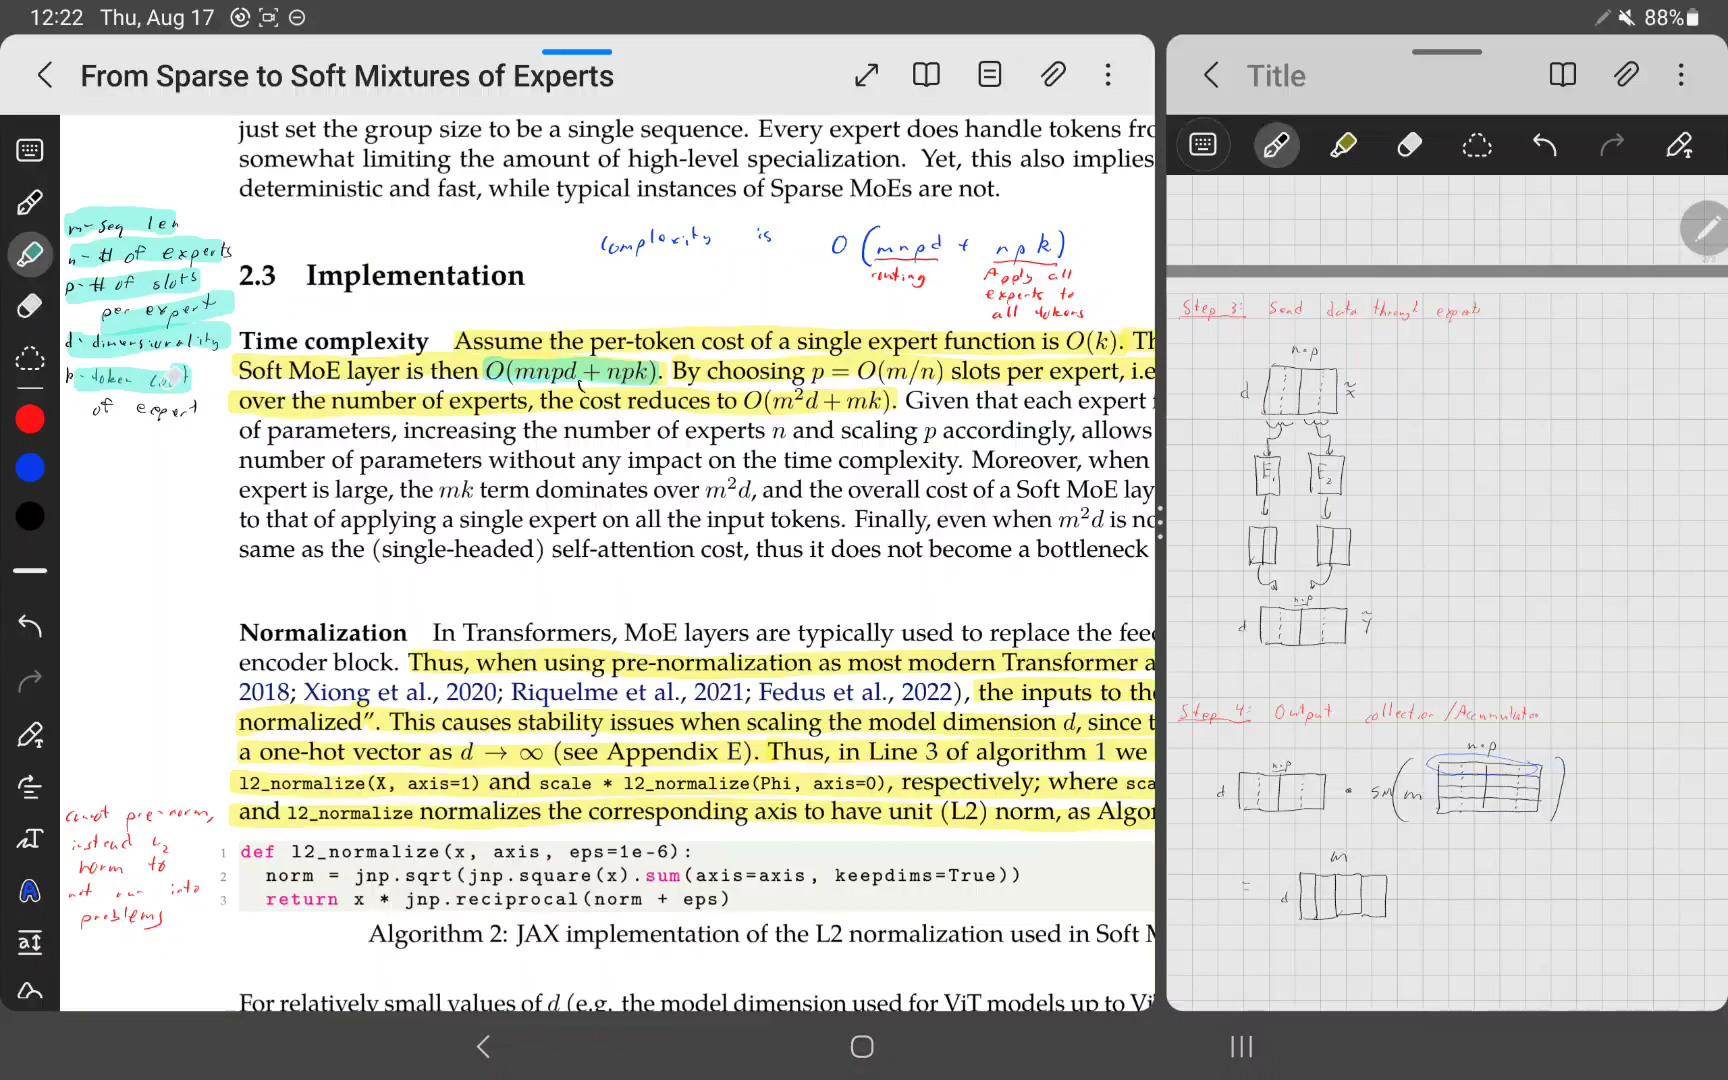 12:22 Thu, Aug 17
88%
From Sparse to Soft Mixtures of Experts
just set the group size to be a single sequence. Every expert does handle tokens fro
somewhat limiting the amount of high-level specialization. Yet, this also implies
deterministic and fast, while typical instances of Sparse MoEs are not.
m-seq len
n-# of experts
p-# of slots
per expert
d-dimensionality
k-token cost
of expert
complexity is O(mnpd + npk)
routing
Apply all
experts to
all tokens
2.3 Implementation
Time complexity Assume the per-token cost of a single expert function is O(k). Th
Soft MoE layer is then O(mnpd + npk). By choosing p = O(m/n) slots per expert, i.e
over the number of experts, the cost reduces to O(m²d + mk). Given that each expert
of parameters, increasing the number of experts n and scaling p accordingly, allows
number of parameters without any impact on the time complexity. Moreover, when
expert is large, the mk term dominates over m²d, and the overall cost of a Soft MoE lay
to that of applying a single expert on all the input tokens. Finally, even when m²d is no
same as the (single-headed) self-attention cost, thus it does not become a bottleneck
Normalization In Transformers, MoE layers are typically used to replace the fee
encoder block. Thus, when using pre-normalization as most modern Transformer a
2018; Xiong et al., 2020; Riquelme et al., 2021; Fedus et al., 2022), the inputs to the
normalized”. This causes stability issues when scaling the model dimension d, since t
a one-hot vector as d → ∞ (see Appendix E). Thus, in Line 3 of algorithm 1 we
l2_normalize(X, axis=1) and scale * l2_normalize(Phi, axis=0), respectively; where sca
and l2_normalize normalizes the corresponding axis to have unit (L2) norm, as Algor
cannot pre-norm,
instead L2
norm to
not run into
problems
1 def l2_normalize(x, axis, eps=1e-6):
2 norm = jnp.sqrt(jnp.square(x).sum(axis=axis, keepdims=True))
3 return x * jnp.reciprocal(norm + eps)
Algorithm 2: JAX implementation of the L2 normalization used in Soft M
For relatively small values of d (e.g. the model dimension used for ViT models up to Vi
Title
Step 3: Send data through experts
n·p
d x̃
E₁ E₂
n·p
d ỹ
Step 4: Output collection/Accumulator
n·p
n·p
d · SM(m )
m
= d